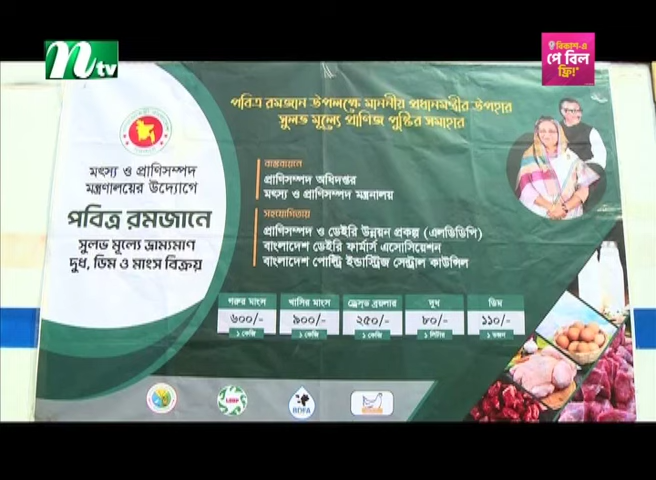 Ntv
বিকাশ-এ
পে বিল
ফ্রি!*
পবিত্র রমজান উপলক্ষে মাননীয় প্রধানমন্ত্রীর উপহার
সুলভ মূল্যে প্রাণিজ পুষ্টির সমাহার
মৎস্য ও প্রাণিসম্পদ
মন্ত্রণালয়ের উদ্যোগে
পবিত্র রমজানে
সুলভ মূল্যে ভ্রাম্যমাণ
দুধ, ডিম ও মাংস বিক্রয়
বাস্তবায়নে
প্রাণিসম্পদ অধিদপ্তর
মৎস্য ও প্রাণিসম্পদ মন্ত্রনালয়
সহযোগিতায়
প্রাণিসম্পদ ও ডেইরি উন্নয়ন প্রকল্প (এলডিডিপি)
বাংলাদেশ ডেইরি ফার্মার্স এসোসিয়েশন
বাংলাদেশ পোল্ট্রি ইন্ডাস্ট্রিজ সেন্ট্রাল কাউন্সিল
গরুর মাংস খাসির মাংস ড্রেসড ব্রয়লার দুধ ডিম
৬০০/- ৯০০/- ২৫০/- ৮০/- ১১০/-
১ কেজি ১ কেজি ১ কেজি ১ লিটার ১ ডজন
LDDP
BDFA